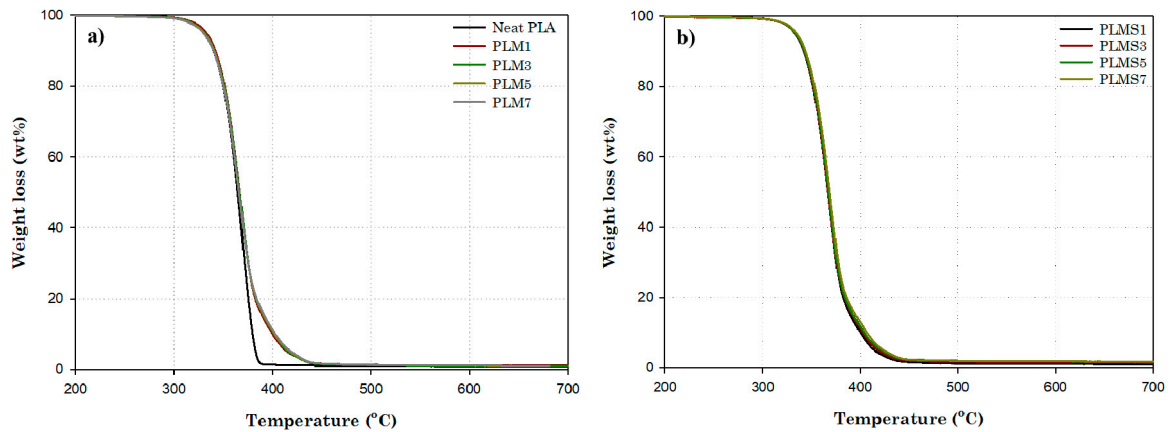 a)
Neat PLA
PLM1
PLM3
PLM5
PLM7
100
80
60
40
20
0
Weight loss (wt%)
200 300 400 500 600 700
Temperature (°C)
b)
PLMS1
PLMS3
PLMS5
PLMS7
100
80
60
40
20
0
Weight loss (wt%)
200 300 400 500 600 700
Temperature (°C)